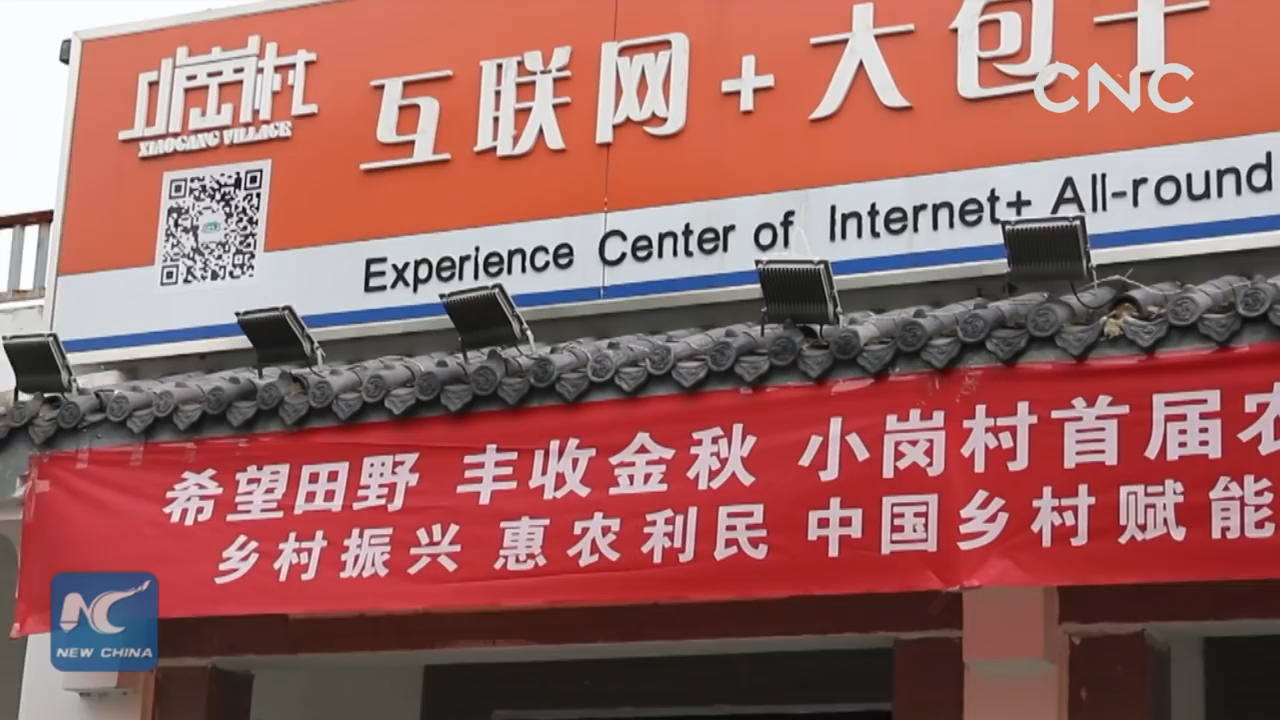 小岗村
XIAOGANG VILLAGE
互联网+大包干
CNC
Experience Center of Internet+ All-round
希望田野 丰收金秋 小岗村首届农
乡村振兴 惠农利民 中国乡村赋能
NC
NEW CHINA